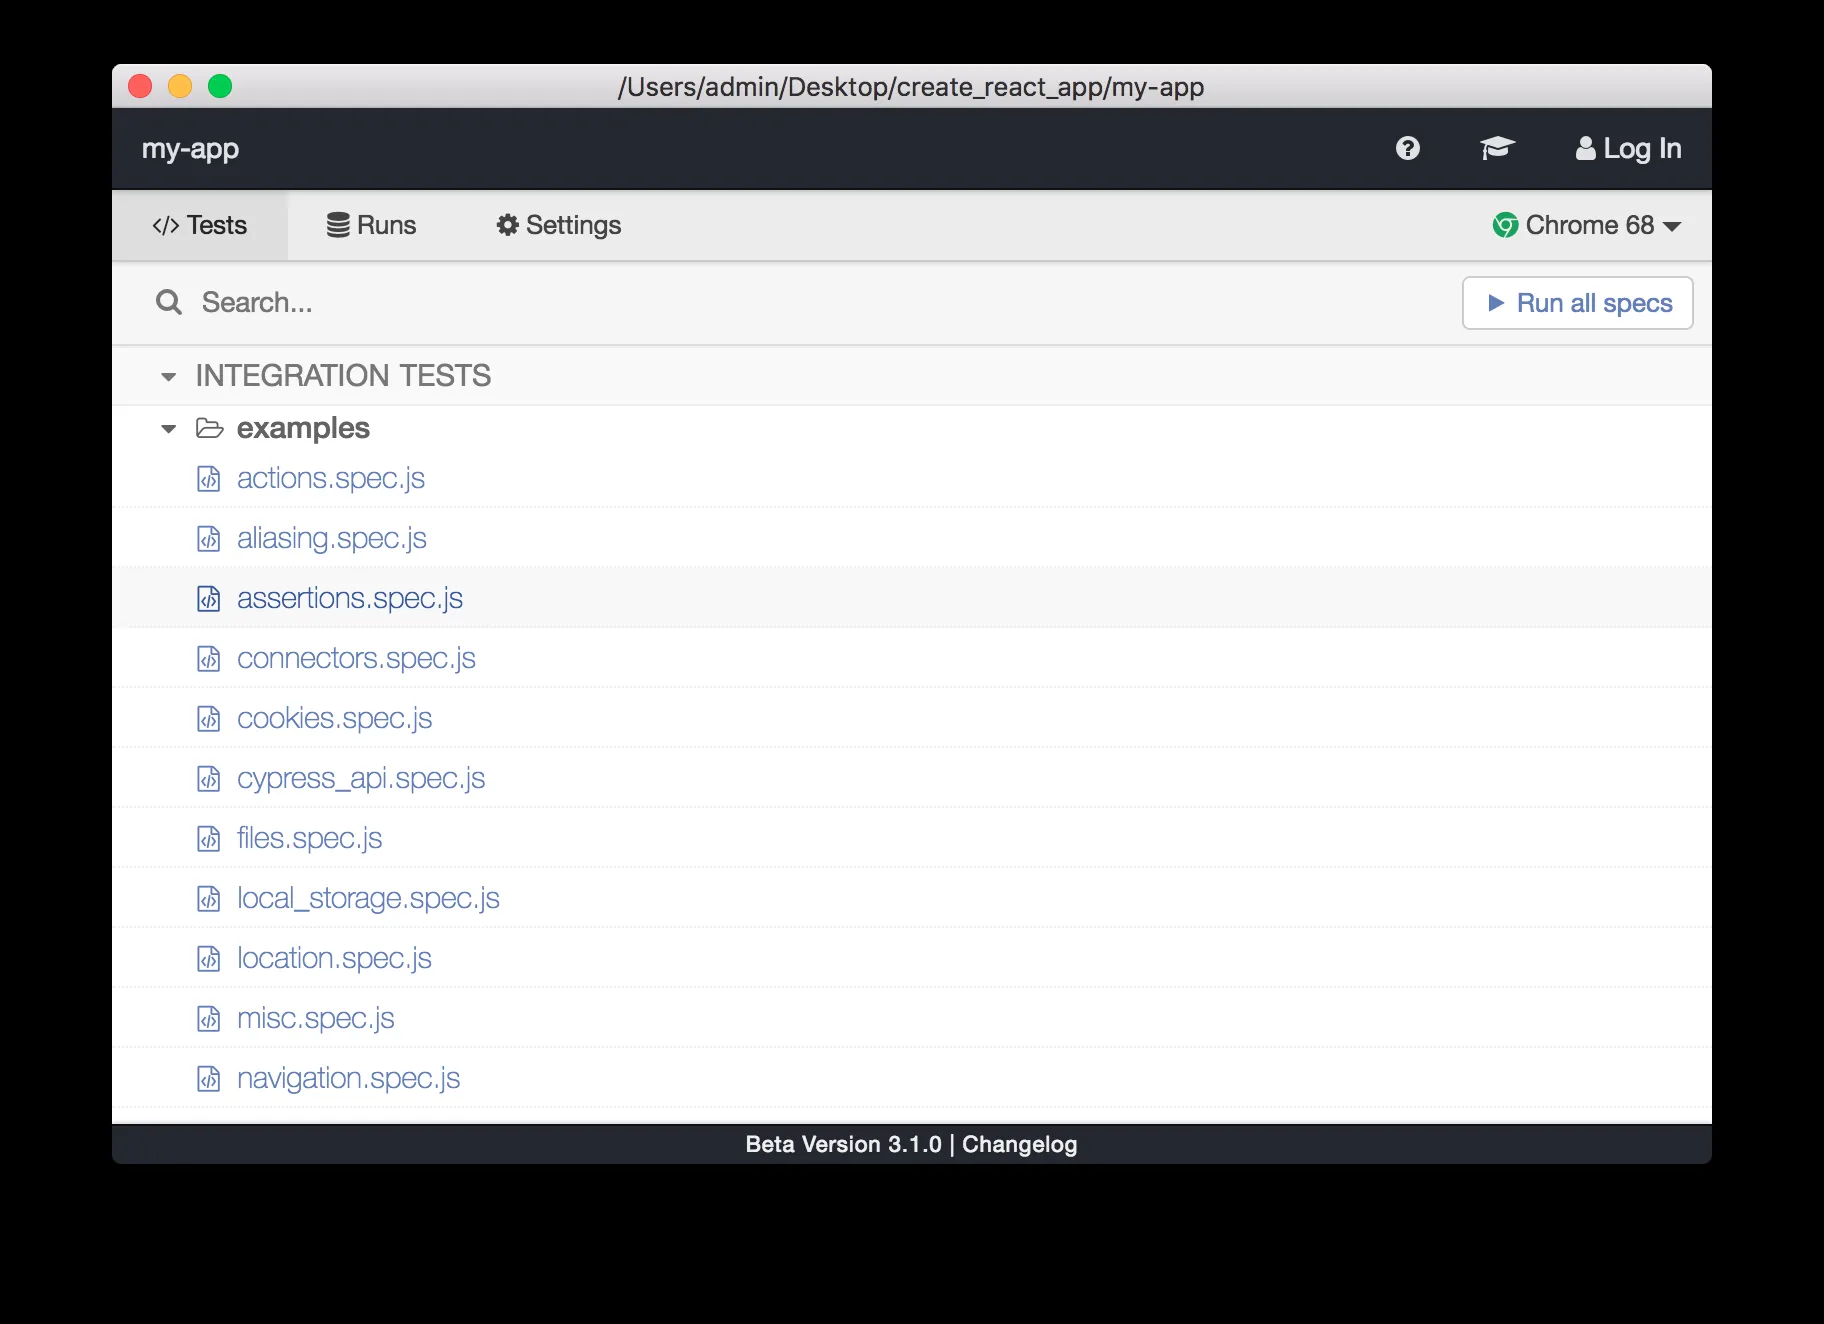 /Users/admin/Desktop/create_react_app/my-app
my-app Log In
Tests Runs Settings Chrome 68
Search... Run all specs
INTEGRATION TESTS
examples
actions.spec.js
aliasing.spec.js
assertions.spec.js
connectors.spec.js
cookies.spec.js
cypress_api.spec.js
files.spec.js
local_storage.spec.js
location.spec.js
misc.spec.js
navigation.spec.js
Beta Version 3.1.0 | Changelog